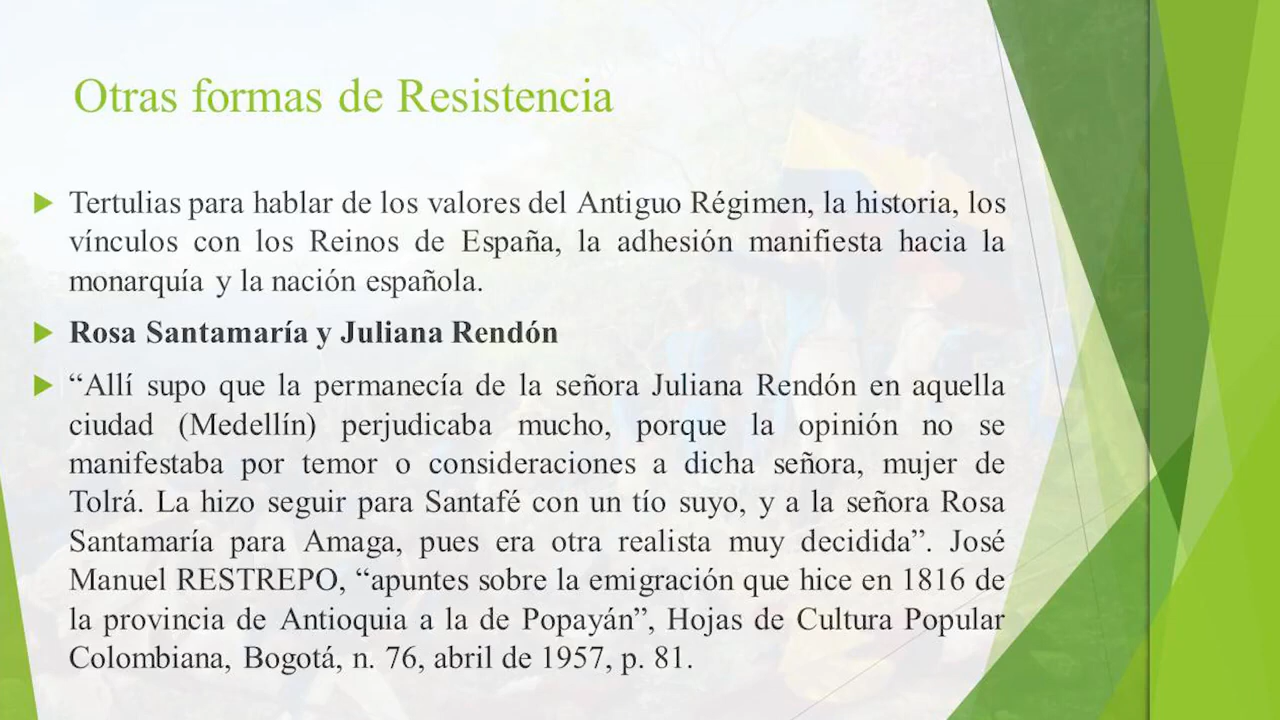 Otras formas de Resistencia
Tertulias para hablar de los valores del Antiguo Régimen, la historia, los
vínculos con los Reinos de España, la adhesión manifiesta hacia la
monarquía y la nación española.
Rosa Santamaría y Juliana Rendón
“Allí supo que la permanecía de la señora Juliana Rendón en aquella
ciudad (Medellín) perjudicaba mucho, porque la opinión no se
manifestaba por temor o consideraciones a dicha señora, mujer de
Tolrá. La hizo seguir para Santafé con un tío suyo, y a la señora Rosa
Santamaría para Amaga, pues era otra realista muy decidida”. José
Manuel RESTREPO, “apuntes sobre la emigración que hice en 1816 de
la provincia de Antioquia a la de Popayán”, Hojas de Cultura Popular
Colombiana, Bogotá, n. 76, abril de 1957, p. 81.